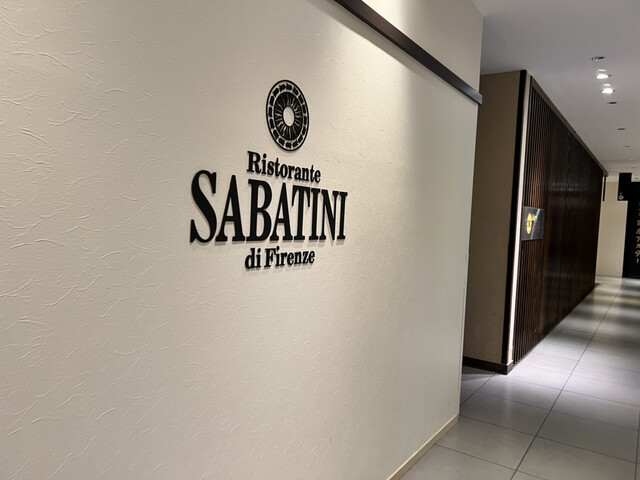 Ristorante
SABATINI
di Firenze